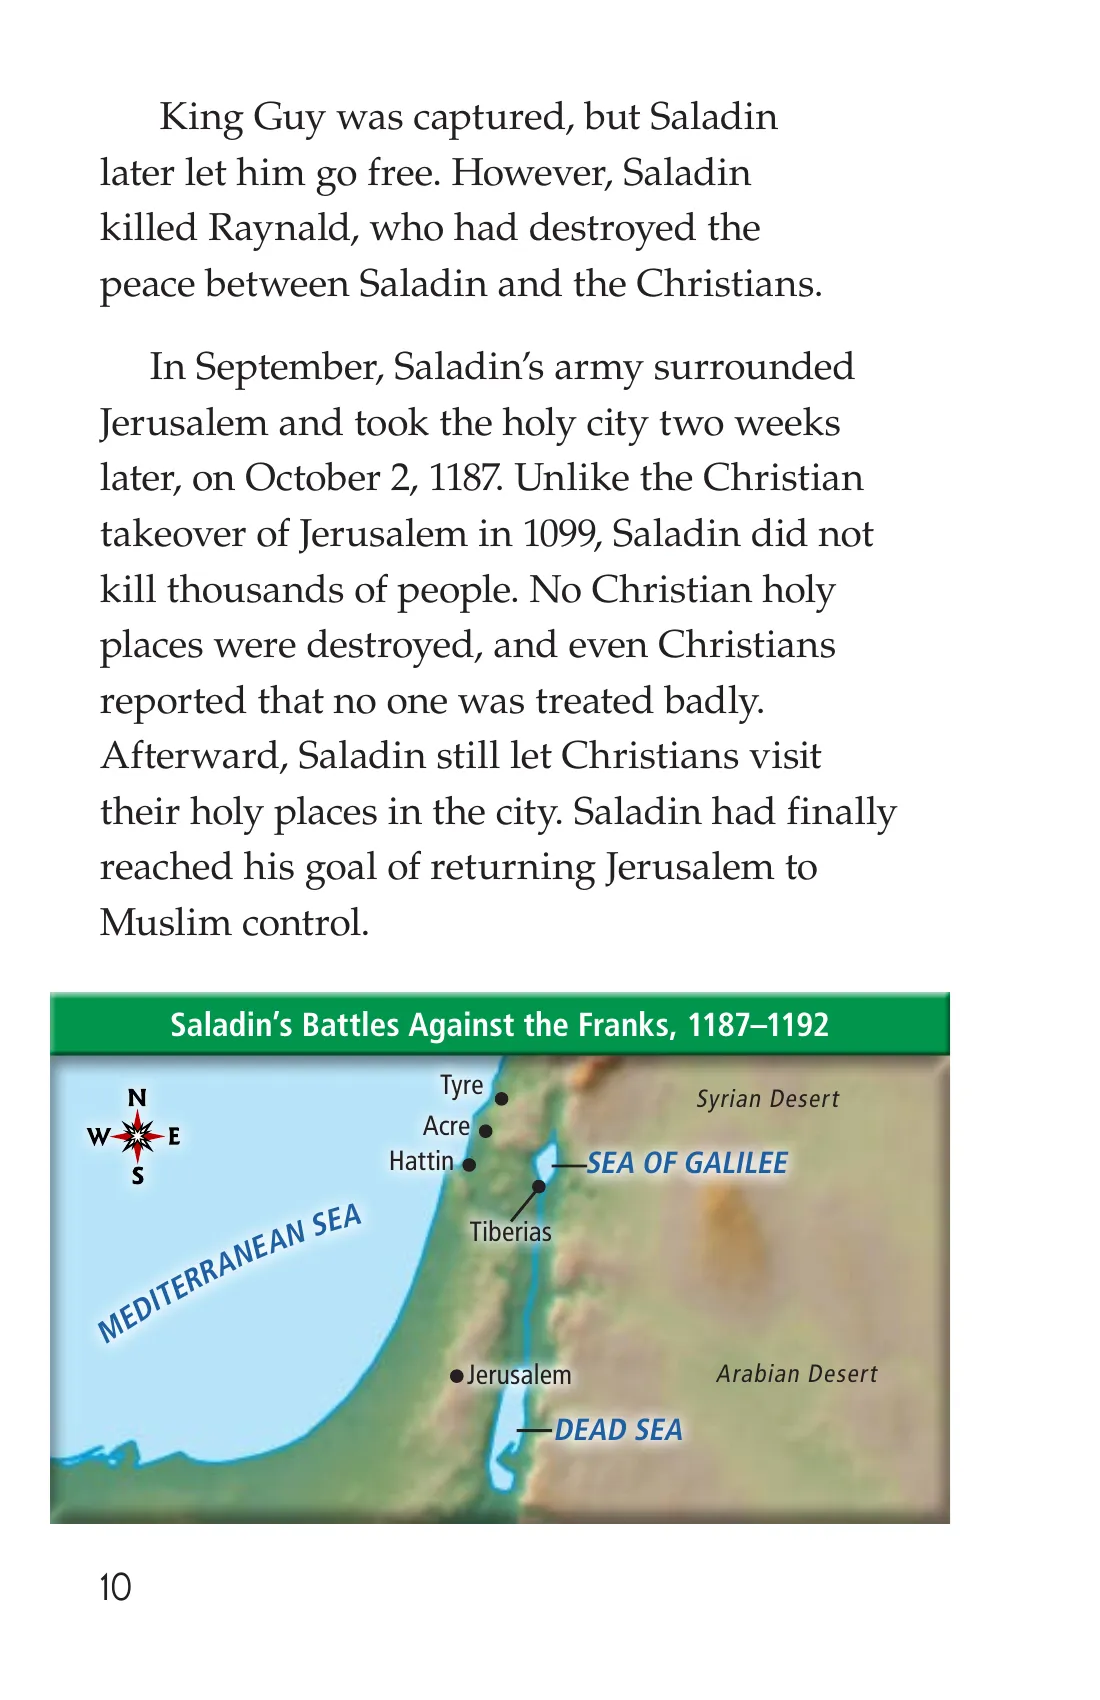 King Guy was captured, but Saladin
later let him go free. However, Saladin
killed Raynald, who had destroyed the
peace between Saladin and the Christians.
In September, Saladin’s army surrounded
Jerusalem and took the holy city two weeks
later, on October 2, 1187. Unlike the Christian
takeover of Jerusalem in 1099, Saladin did not
kill thousands of people. No Christian holy
places were destroyed, and even Christians
reported that no one was treated badly.
Afterward, Saladin still let Christians visit
their holy places in the city. Saladin had finally
reached his goal of returning Jerusalem to
Muslim control.
Saladin’s Battles Against the Franks, 1187–1192
N
W
E
S
Tyre
Acre
Hattin
Syrian Desert
SEA OF GALILEE
Tiberias
MEDITERRANEAN SEA
Jerusalem
Arabian Desert
DEAD SEA
10